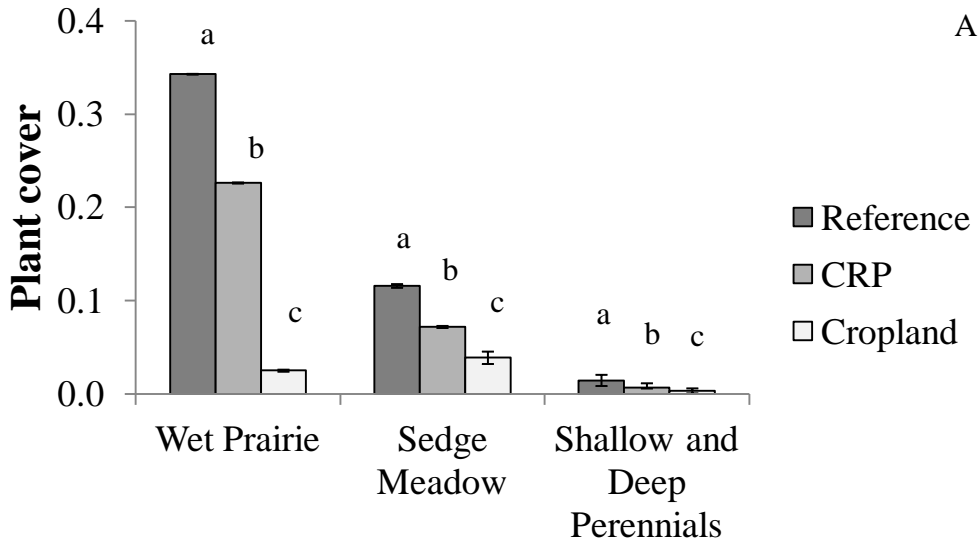 A
Plant cover
0.4
0.3
0.2
0.1
0.0
a
b
c
a
b
c
a
b
c
Wet Prairie
Sedge
Meadow
Shallow and
Deep
Perennials
Reference
CRP
Cropland